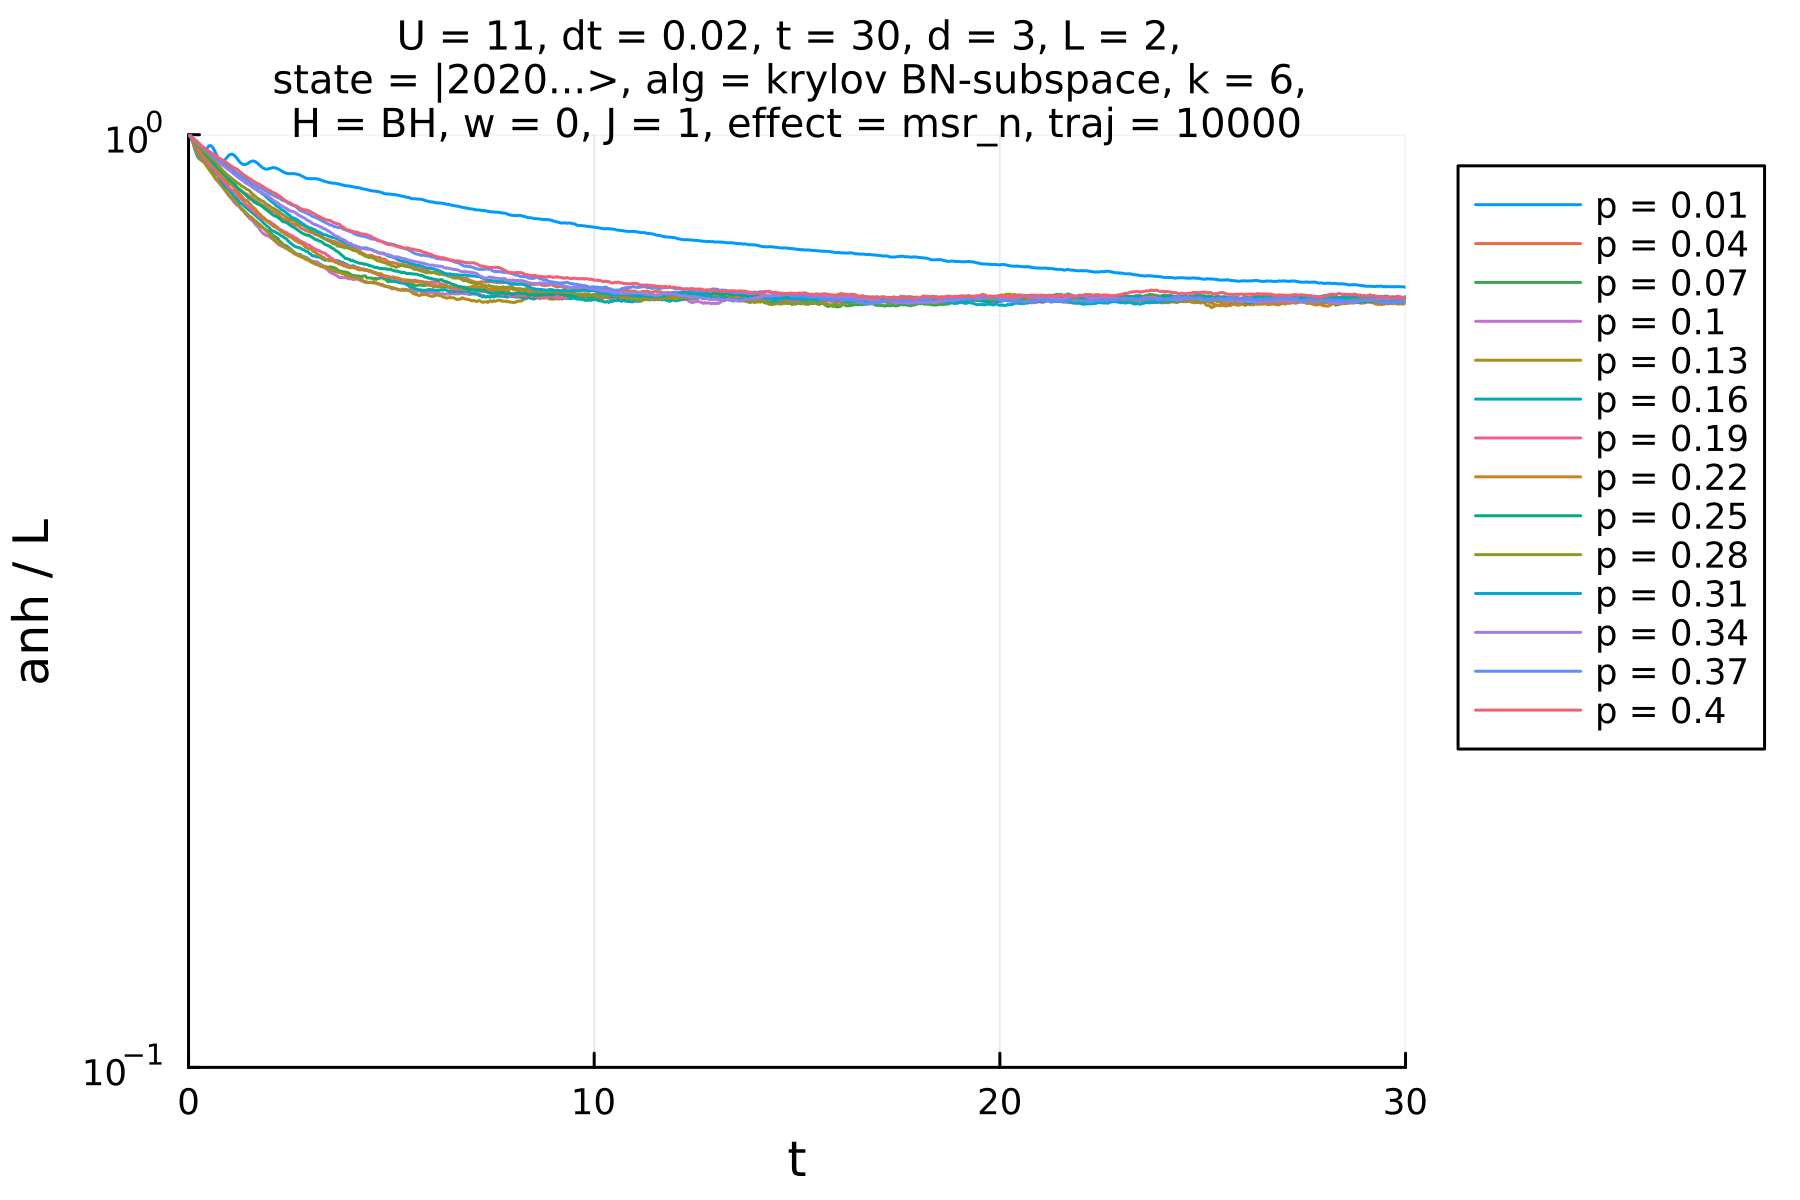 U = 11, dt = 0.02, t = 30, d = 3, L = 2,
state = |2020...>, alg = krylov BN-subspace, k = 6,
H = BH, w = 0, J = 1, effect = msr_n, traj = 10000
10⁰
10⁻¹
anh / L
0 10 20 30
t
p = 0.01
p = 0.04
p = 0.07
p = 0.1
p = 0.13
p = 0.16
p = 0.19
p = 0.22
p = 0.25
p = 0.28
p = 0.31
p = 0.34
p = 0.37
p = 0.4